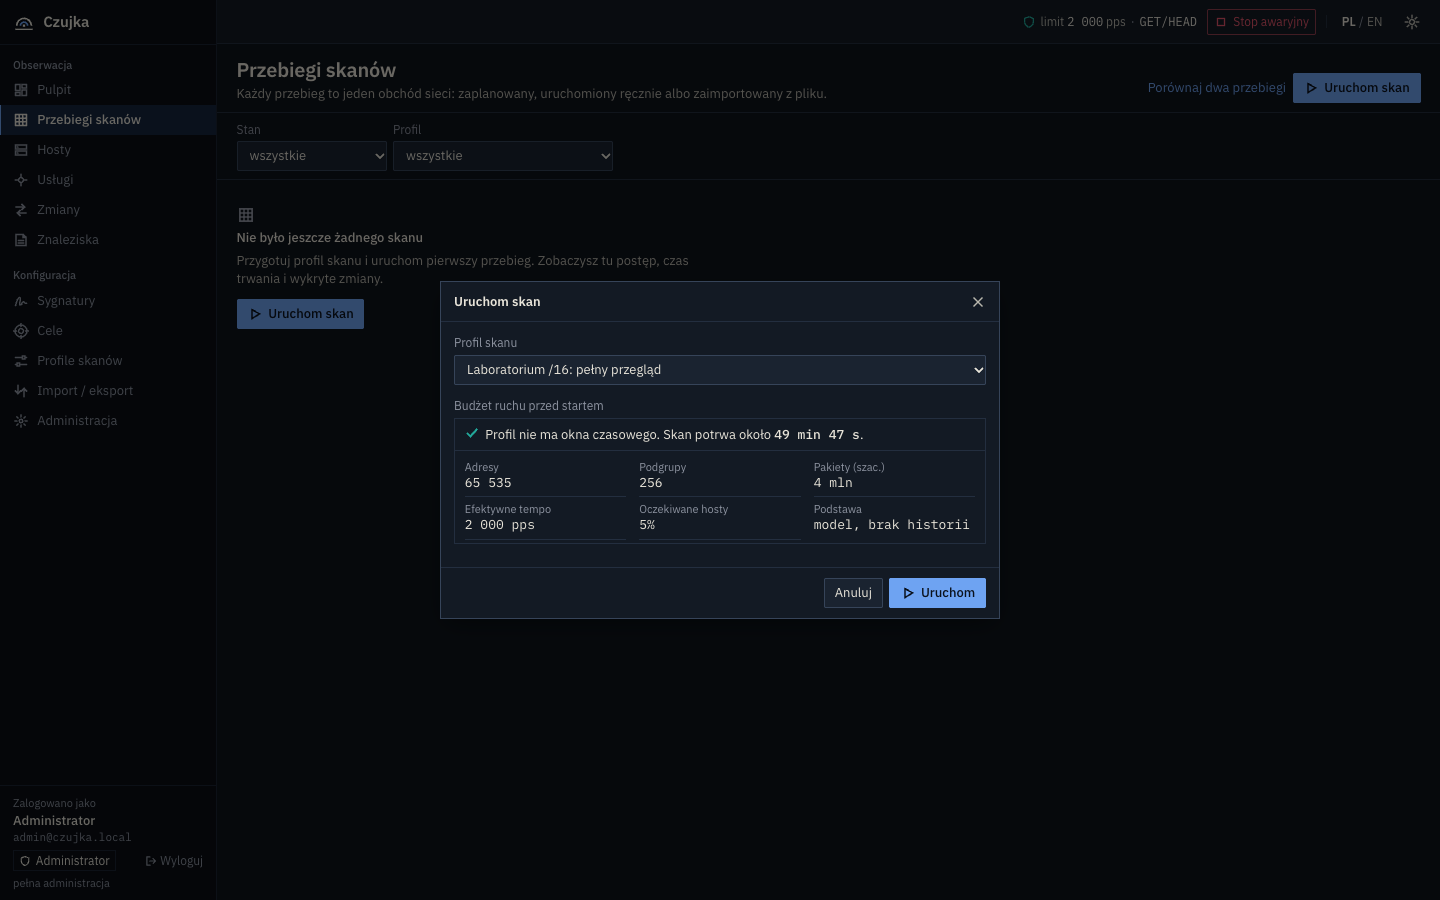 Czujka
limit 2 000 pps · GET/HEAD
Stop awaryjny
PL / EN
Obserwacja
Pulpit
Przebiegi skanów
Hosty
Usługi
Zmiany
Znaleziska
Konfiguracja
Sygnatury
Cele
Profile skanów
Import / eksport
Administracja
Zalogowano jako
Administrator
admin@czujka.local
Administrator
Wyloguj
pełna administracja
Przebiegi skanów
Każdy przebieg to jeden obchód sieci: zaplanowany, uruchomiony ręcznie albo zaimportowany z pliku.
Porównaj dwa przebiegi
Uruchom skan
Stan
Profil
wszystkie
wszystkie
Nie było jeszcze żadnego skanu
Przygotuj profil skanu i uruchom pierwszy przebieg. Zobaczysz tu postęp, czas
trwania i wykryte zmiany.
Uruchom skan
Uruchom skan
Profil skanu
Laboratorium /16: pełny przegląd
Budżet ruchu przed startem
Profil nie ma okna czasowego. Skan potrwa około 49 min 47 s.
Adresy
65 535
Podgrupy
256
Pakiety (szac.)
4 mln
Efektywne tempo
2 000 pps
Oczekiwane hosty
5%
Podstawa
model, brak historii
Anuluj
Uruchom